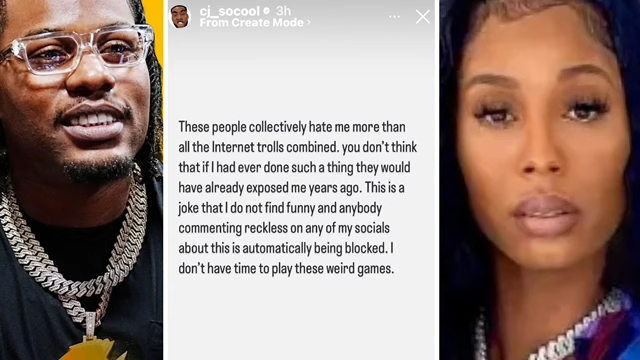 cj_socool 3h
From Create Mode >
These people collectively hate me more than
all the Internet trolls combined. you don't think
that if I had ever done such a thing they would
have already exposed me years ago. This is a
joke that I do not find funny and anybody
commenting reckless on any of my socials
about this is automatically being blocked. I
don't have time to play these weird games.